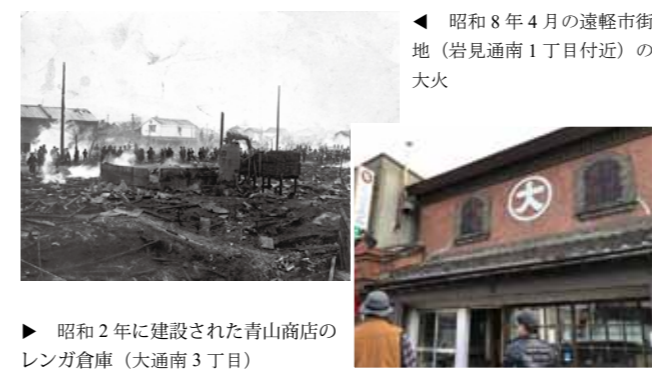 ◀ 昭和8年4月の遠軽市街
地（岩見通南1丁目付近）の
大火
大
▶ 昭和2年に建設された青山商店の
レンガ倉庫（大通南3丁目）